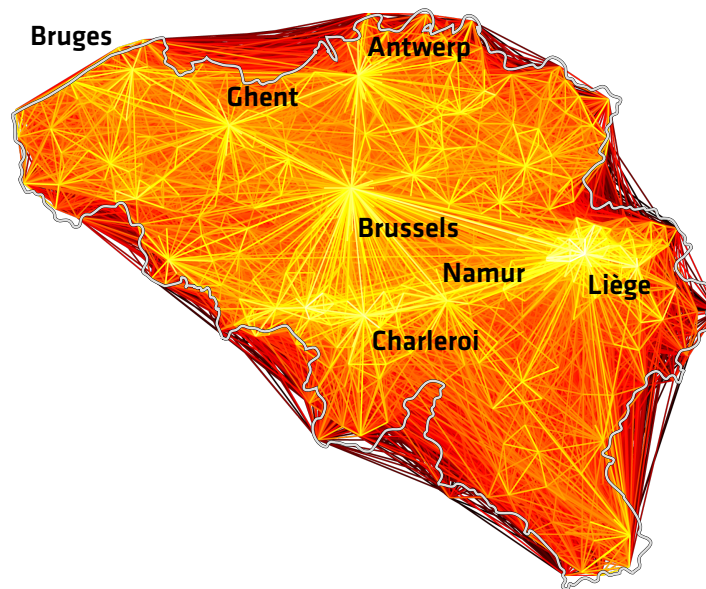 Bruges
Antwerp
Ghent
Brussels
Namur
Liège
Charleroi